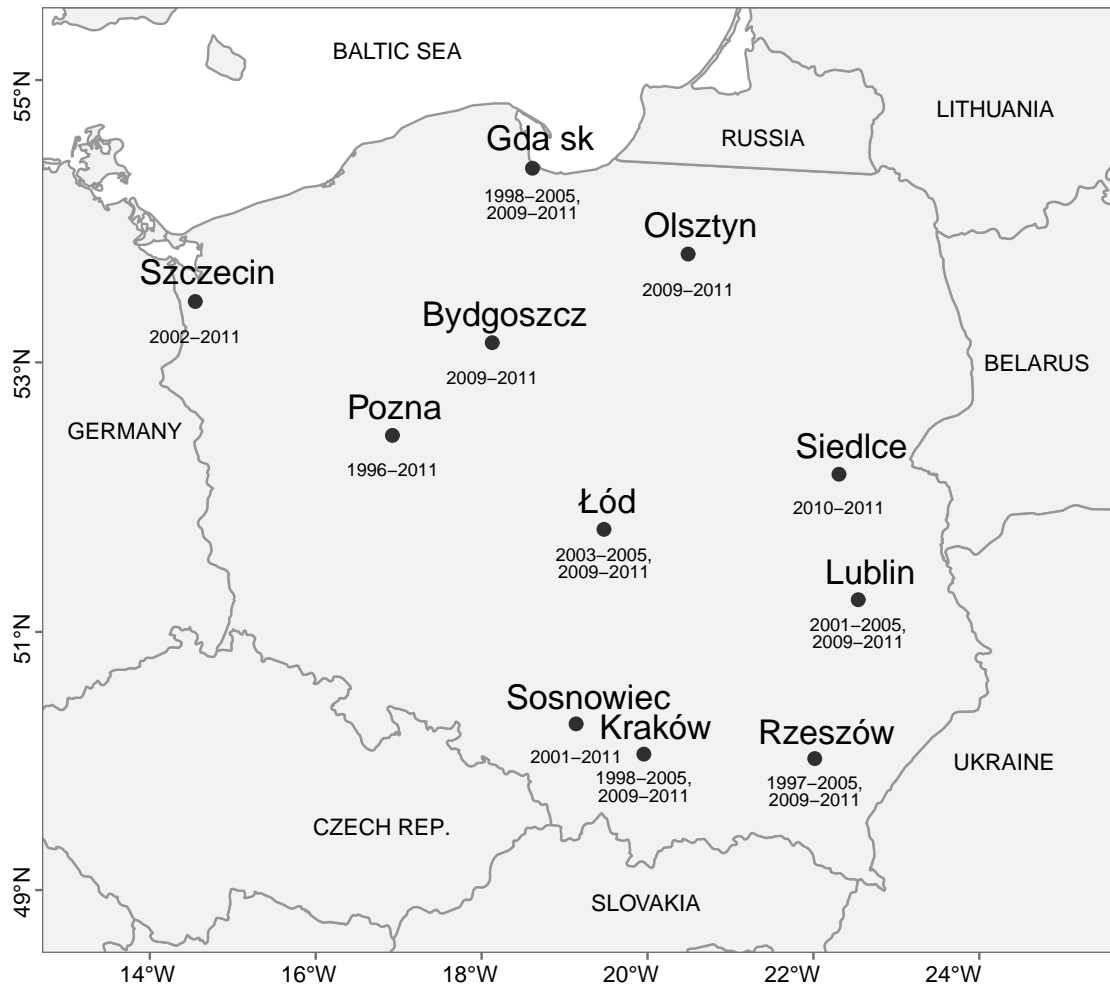 BALTIC SEA
55°N
LITHUANIA
RUSSIA
Gda sk
1998–2005,
2009–2011
Olsztyn
2009–2011
Szczecin
2002–2011
Bydgoszcz
2009–2011
53°N
BELARUS
Pozna
1996–2011
GERMANY
Siedlce
2010–2011
Łód
2003–2005,
2009–2011
Lublin
2001–2005,
2009–2011
51°N
Sosnowiec
2001–2011
Kraków
1998–2005,
2009–2011
Rzeszów
1997–2005,
2009–2011
UKRAINE
CZECH REP.
49°N
SLOVAKIA
14°W 16°W 18°W 20°W 22°W 24°W